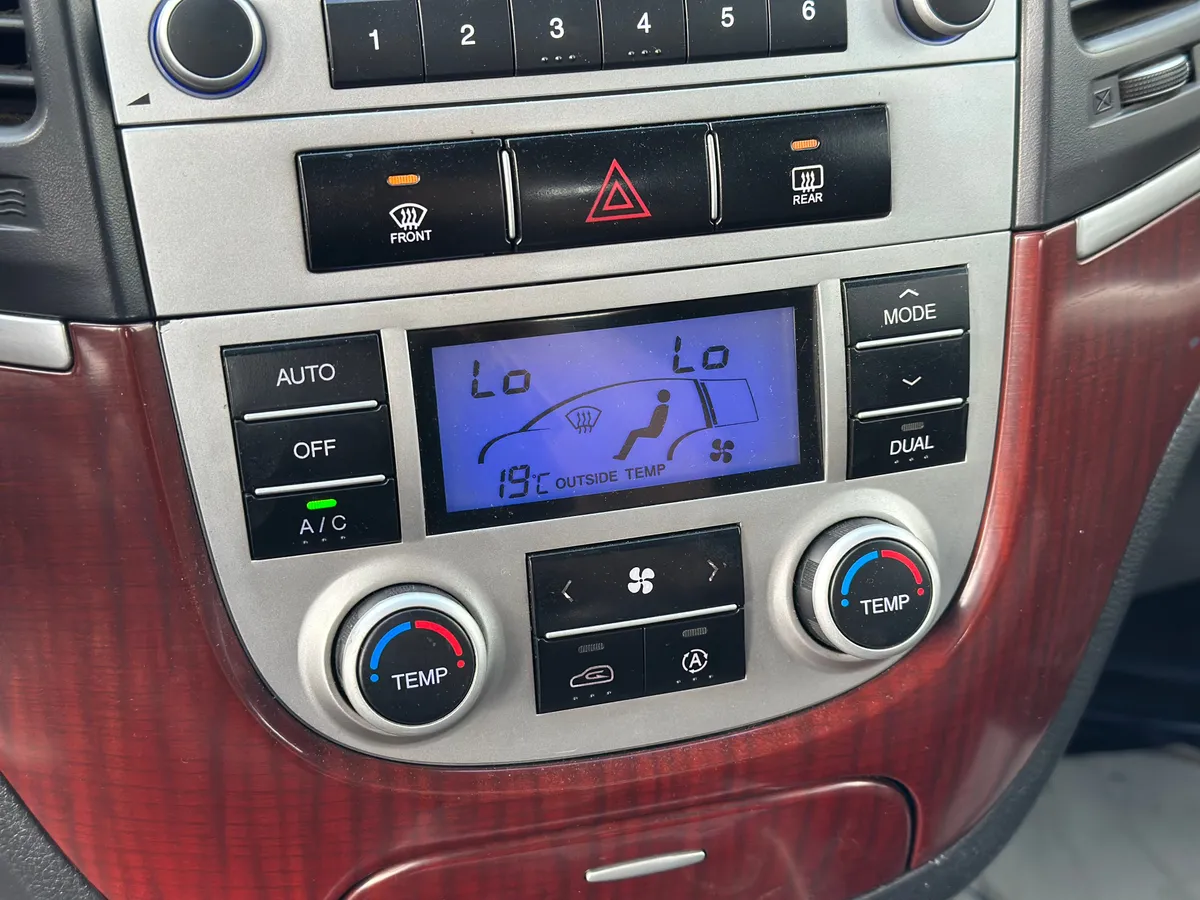 1 2 3 4 5 6
FRONT
REAR
AUTO
OFF
A/C
Lo
Lo
19°C OUTSIDE TEMP
MODE
DUAL
A
TEMP
TEMP